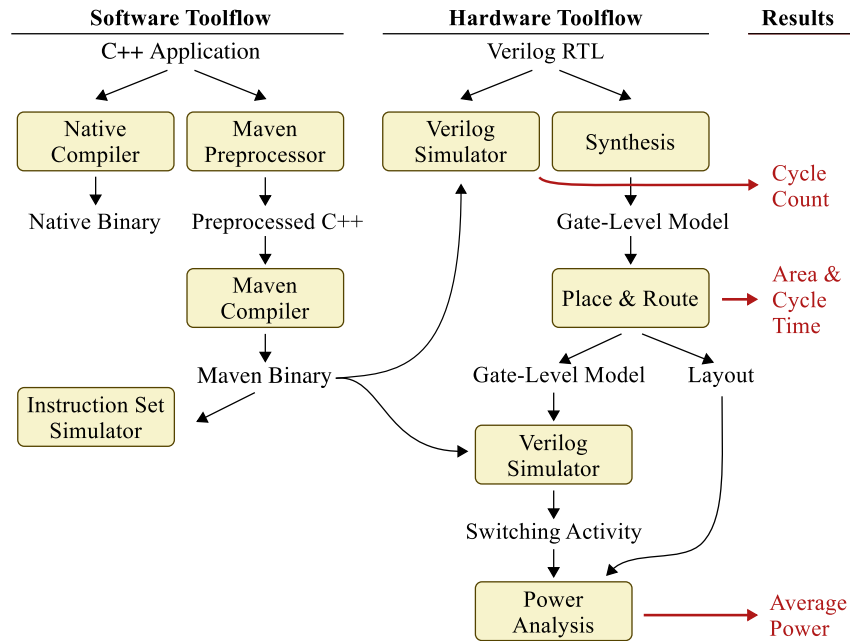 Software Toolflow
Hardware Toolflow
Results
C++ Application
Verilog RTL
Native
Compiler
Maven
Preprocessor
Verilog
Simulator
Synthesis
Cycle
Count
Native Binary
Preprocessed C++
Gate-Level Model
Maven
Compiler
Place & Route
Area &
Cycle
Time
Maven Binary
Gate-Level Model
Layout
Instruction Set
Simulator
Verilog
Simulator
Switching Activity
Power
Analysis
Average
Power